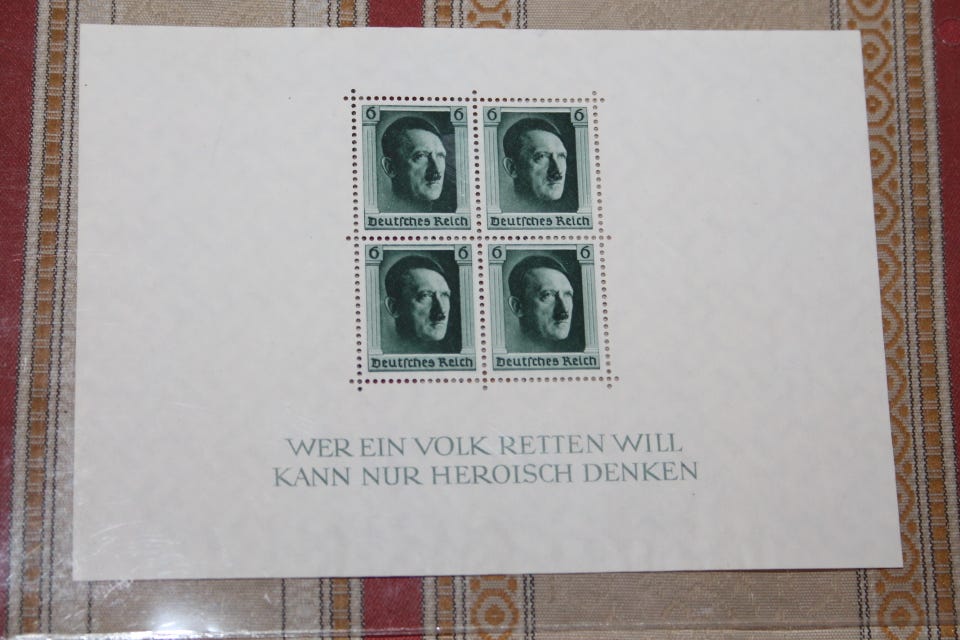 6 6 6 6
Deutsches Reich Deutsches Reich
6 6 6 6
Deutsches Reich Deutsches Reich
WER EIN VOLK RETTEN WILL
KANN NUR HEROISCH DENKEN